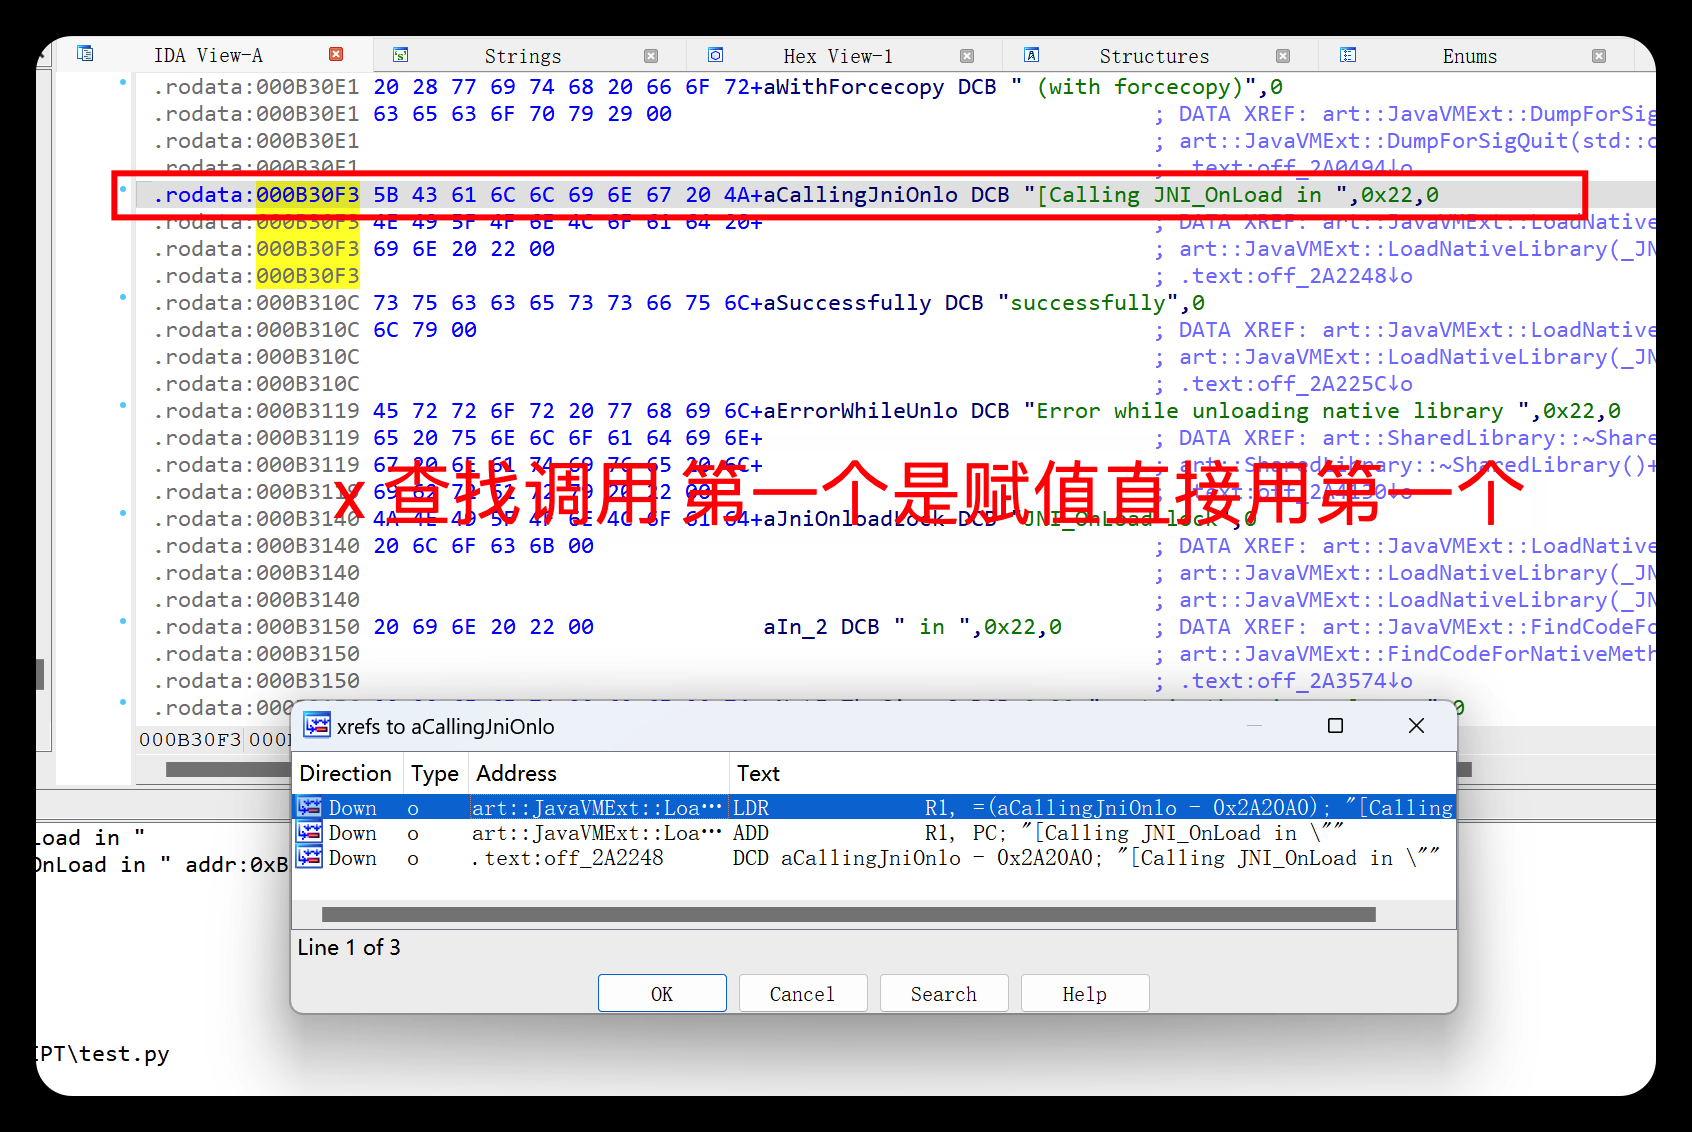 IDA View-A Strings Hex View-1 Structures Enums
.rodata:000B30E1 20 28 77 69 74 68 20 66 6F 72+aWithForcecopy DCB " (with forcecopy)",0
.rodata:000B30E1 63 65 63 6F 70 79 29 00 ; DATA XREF: art::JavaVMExt::DumpForSig
.rodata:000B30E1 ; art::JavaVMExt::DumpForSigQuit(std::o
.rodata:000B30E1 ; .text:off_2A0494↓o
.rodata:000B30F3 5B 43 61 6C 6C 69 6E 67 20 4A+aCallingJniOnlo DCB "[Calling JNI_OnLoad in ",0x22,0
.rodata:000B30F3 4E 49 5F 4F 6E 4C 6F 61 64 20+ ; DATA XREF: art::JavaVMExt::LoadNative
.rodata:000B30F3 69 6E 20 22 00 ; art::JavaVMExt::LoadNativeLibrary(_JN
.rodata:000B30F3 ; .text:off_2A2248↓o
.rodata:000B310C 73 75 63 63 65 73 73 66 75 6C+aSuccessfully DCB "successfully",0
.rodata:000B310C 6C 79 00 ; DATA XREF: art::JavaVMExt::LoadNative
.rodata:000B310C ; art::JavaVMExt::LoadNativeLibrary(_JN
.rodata:000B310C ; .text:off_2A225C↓o
.rodata:000B3119 45 72 72 6F 72 20 77 68 69 6C+aErrorWhileUnlo DCB "Error while unloading native library ",0x22,0
.rodata:000B3119 65 20 75 6E 6C 6F 61 64 69 6E+ ; DATA XREF: art::SharedLibrary::~Share
.rodata:000B3119 67 20 6E 61 74 69 76 65 20 6C+ ; art::SharedLibrary::~SharedLibrary()+
x 查找调用 第一个是赋值直接用第一个
.rodata:000B3119
.rodata:000B3140 4A 4E 49 5F 4F 6E 4C 6F 61 64+aJniOnloadLock DCB "JNI_OnLoad lock",0
.rodata:000B3140 20 6C 6F 63 6B 00 ; DATA XREF: art::JavaVMExt::LoadNative
.rodata:000B3140 ; art::JavaVMExt::LoadNativeLibrary(_JN
.rodata:000B3140 ; art::JavaVMExt::LoadNativeLibrary(_JN
.rodata:000B3150 20 69 6E 20 22 00 aIn_2 DCB " in ",0x22,0 ; DATA XREF: art::JavaVMExt::FindCodeFo
.rodata:000B3150 ; art::JavaVMExt::FindCodeForNativeMeth
.rodata:000B3150 ; .text:off_2A3574↓o
000B30F3
xrefs to aCallingJniOnlo
Direction Type Address Text
Down o art::JavaVMExt::Loa… LDR R1, =(aCallingJniOnlo - 0x2A20A0); "[Calling
Down o art::JavaVMExt::Loa… ADD R1, PC; "[Calling JNI_OnLoad in \""
Down o .text:off_2A2248 DCD aCallingJniOnlo - 0x2A20A0; "[Calling JNI_OnLoad in \""
Line 1 of 3
OK Cancel Search Help
Load in "
OnLoad in " addr:0xB
IPT\test.py